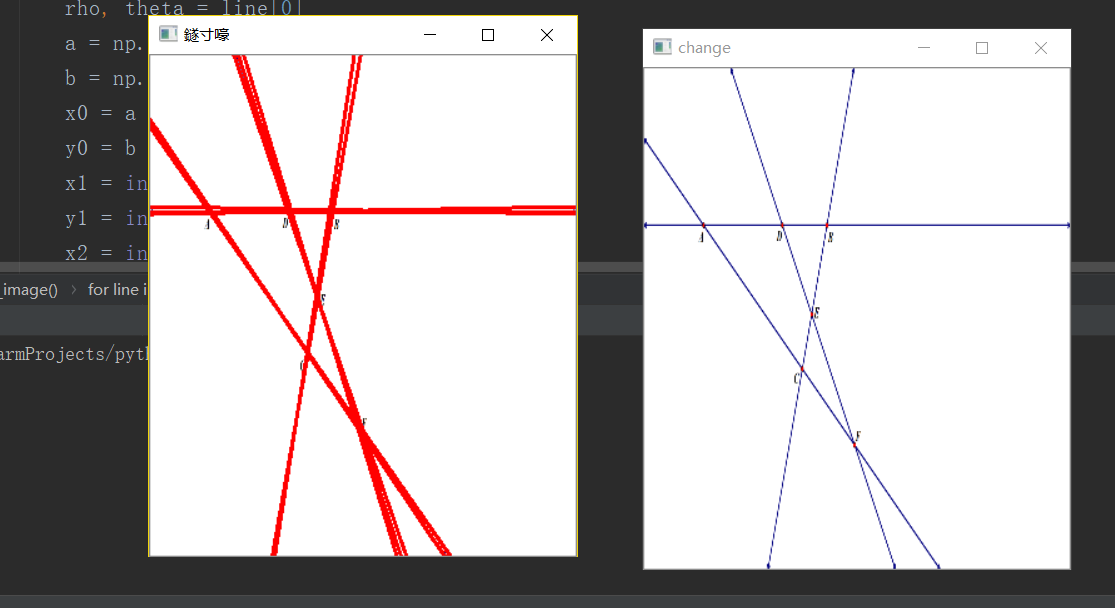 rho, theta = line[0]
a = np.
b = np.
x0 = a
y0 = b
x1 = in
y1 = in
x2 = in
_image() › for line i
armProjects/pyth
鐩寸嚎
A
D
B
E
C
F
change
A
D
B
E
C
F